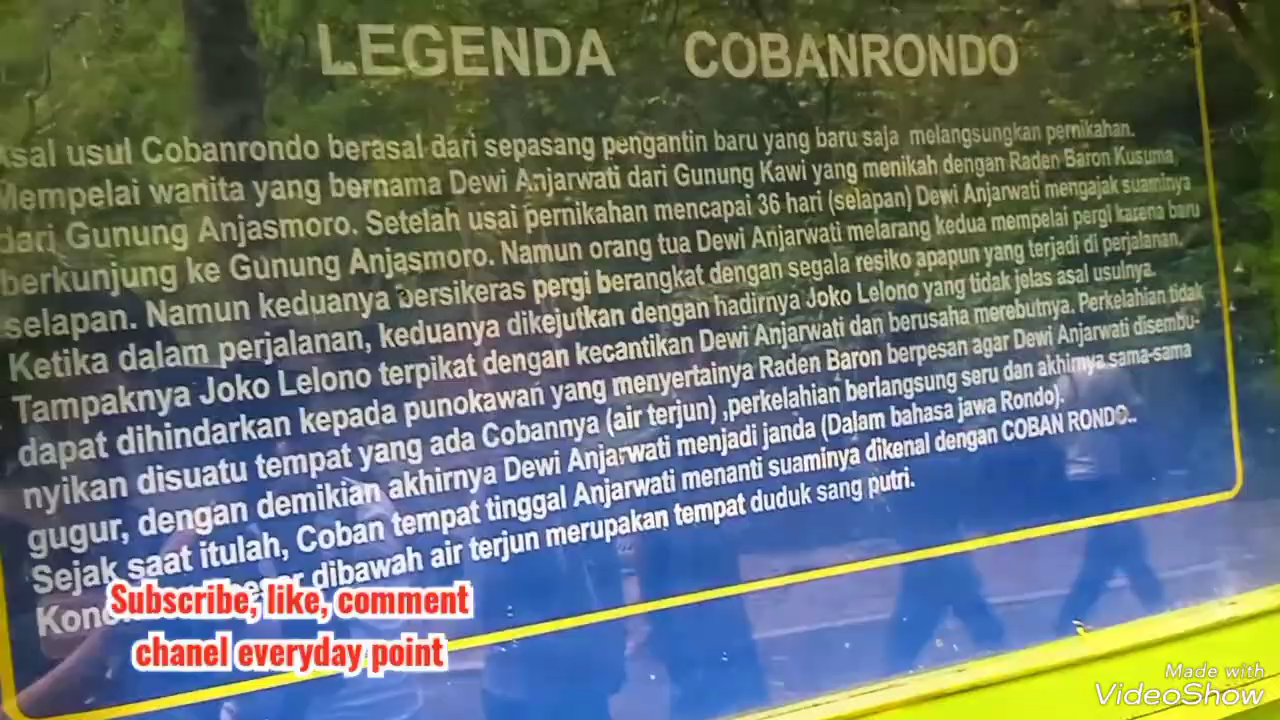 LEGENDA COBANRONDO
Asal usul Cobanrondo berasal dari sepasang pengantin baru yang baru saja melangsungkan pernikahan.
Mempelai wanita yang bernama Dewi Anjarwati dari Gunung Kawi yang menikah dengan Raden Baron Kusuma
dari Gunung Anjasmoro. Setelah usai pernikahan mencapai 36 hari (selapan) Dewi Anjarwati mengajak suaminya
berkunjung ke Gunung Anjasmoro. Namun orang tua Dewi Anjarwati melarang kedua mempelai pergi karena baru
selapan. Namun keduanya bersikeras pergi berangkat dengan segala resiko apapun yang terjadi di perjalanan.
Ketika dalam perjalanan, keduanya dikejutkan dengan hadirnya Joko Lelono yang tidak jelas asal usulnya.
Tampaknya Joko Lelono terpikat dengan kecantikan Dewi Anjarwati dan berusaha merebutnya. Perkelahian tidak
dapat dihindarkan kepada punokawan yang menyertainya Raden Baron berpesan agar Dewi Anjarwati disembu-
nyikan disuatu tempat yang ada Cobannya (air terjun) ,perkelahian berlangsung seru dan akhirnya sama-sama
gugur, dengan demikian akhirnya Dewi Anjarwati menjadi janda (Dalam bahasa jawa Rondo).
Sejak saat itulah, Coban tempat tinggal Anjarwati menanti suaminya dikenal dengan COBAN RONDO..
dibawah air terjun merupakan tempat duduk sang putri.
Subscribe, like, comment
chanel everyday point
Made with
VideoShow